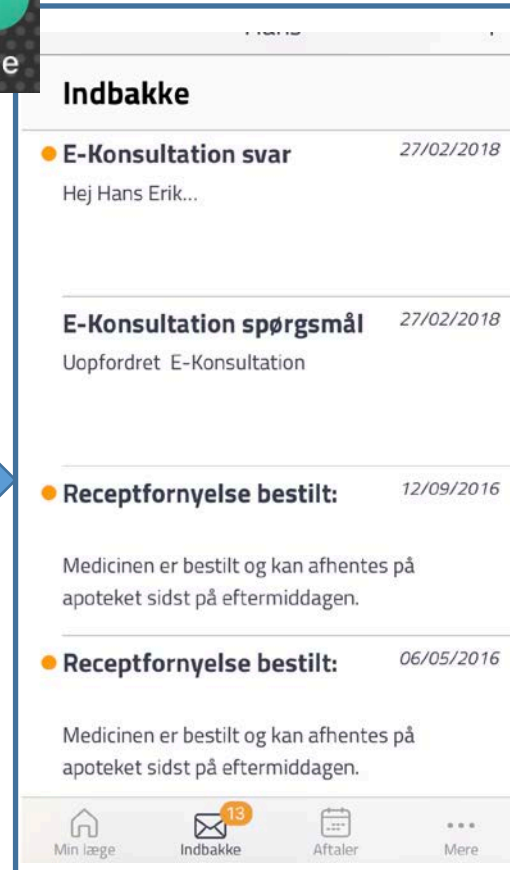 e
Indbakke
E-Konsultation svar 27/02/2018
Hej Hans Erik...
E-Konsultation spørgsmål 27/02/2018
Uopfordret E-Konsultation
Receptfornyelse bestilt: 12/09/2016
Medicinen er bestilt og kan afhentes på
apoteket sidst på eftermiddagen.
Receptfornyelse bestilt: 06/05/2016
Medicinen er bestilt og kan afhentes på
apoteket sidst på eftermiddagen.
13
Min læge Indbakke Aftaler Mere